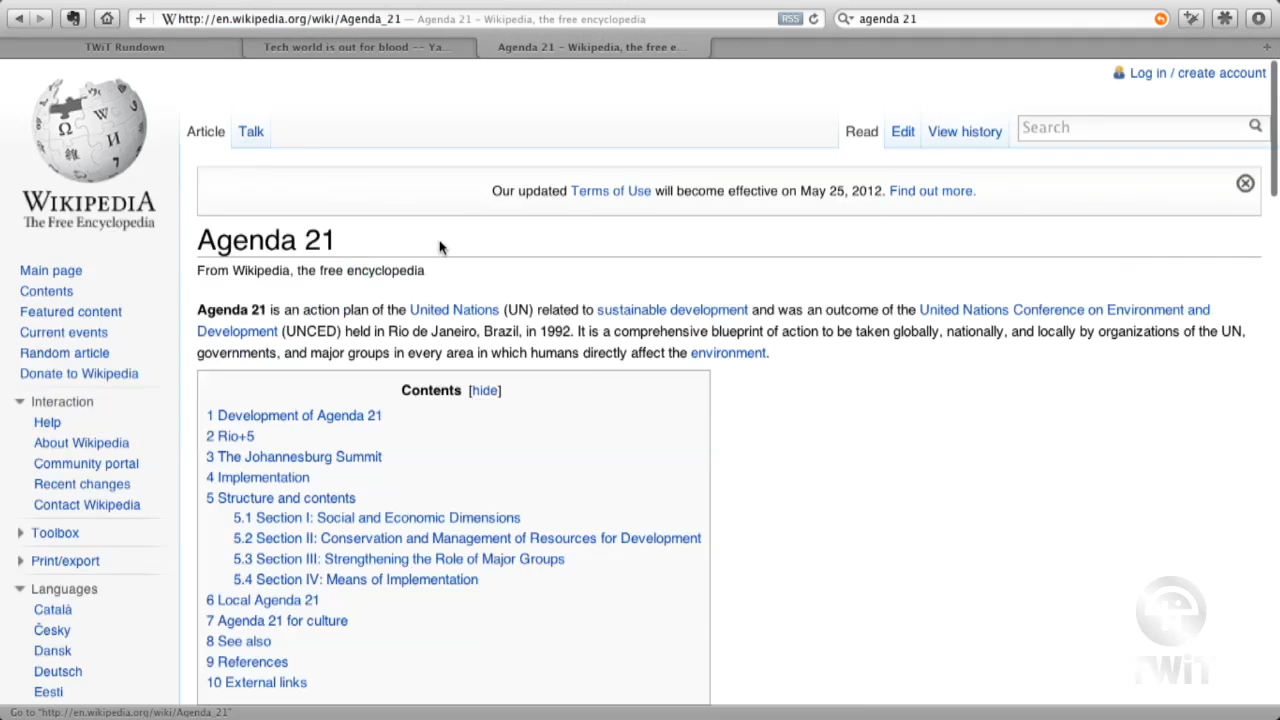 http://en.wikipedia.org/wiki/Agenda_21 — Agenda 21 – Wikipedia, the free encyclopedia
RSS
agenda 21
TWiT Rundown
Tech world is out for blood -- Ya...
Agenda 21 – Wikipedia, the free e...
Log in / create account
Article
Talk
Read
Edit
View history
Search
WIKIPEDIA
The Free Encyclopedia
Our updated Terms of Use will become effective on May 25, 2012. Find out more.
Agenda 21
From Wikipedia, the free encyclopedia
Agenda 21 is an action plan of the United Nations (UN) related to sustainable development and was an outcome of the United Nations Conference on Environment and
Development (UNCED) held in Rio de Janeiro, Brazil, in 1992. It is a comprehensive blueprint of action to be taken globally, nationally, and locally by organizations of the UN,
governments, and major groups in every area in which humans directly affect the environment.
Main page
Contents
Featured content
Current events
Random article
Donate to Wikipedia
Interaction
Help
About Wikipedia
Community portal
Recent changes
Contact Wikipedia
Toolbox
Print/export
Languages
Català
Česky
Dansk
Deutsch
Eesti
Contents [hide]
1 Development of Agenda 21
2 Rio+5
3 The Johannesburg Summit
4 Implementation
5 Structure and contents
5.1 Section I: Social and Economic Dimensions
5.2 Section II: Conservation and Management of Resources for Development
5.3 Section III: Strengthening the Role of Major Groups
5.4 Section IV: Means of Implementation
6 Local Agenda 21
7 Agenda 21 for culture
8 See also
9 References
10 External links
TWiT
Go to "http://en.wikipedia.org/wiki/Agenda_21"